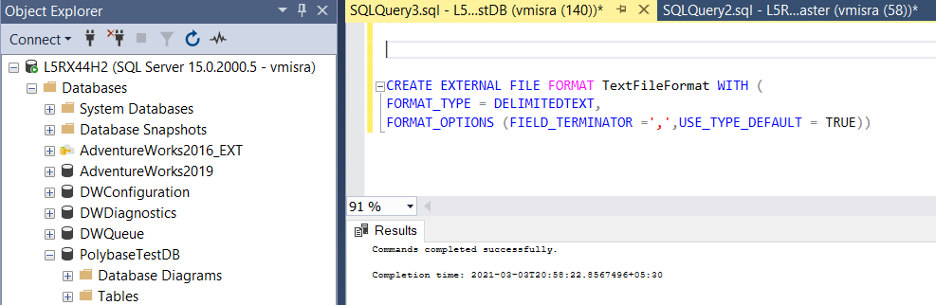 Object Explorer
Connect
L5RX44H2 (SQL Server 15.0.2000.5 - vmisra)
Databases
System Databases
Database Snapshots
AdventureWorks2016_EXT
AdventureWorks2019
DWConfiguration
DWDiagnostics
DWQueue
PolybaseTestDB
Database Diagrams
Tables
SQLQuery3.sql - L5...stDB (vmisra (140))*
SQLQuery2.sql - L5R...aster (vmisra (58))*
CREATE EXTERNAL FILE FORMAT TextFileFormat WITH (
FORMAT_TYPE = DELIMITEDTEXT,
FORMAT_OPTIONS (FIELD_TERMINATOR =',',USE_TYPE_DEFAULT = TRUE))
91 %
Results
Commands completed successfully.
Completion time: 2021-03-03T20:58:22.8567496+05:30